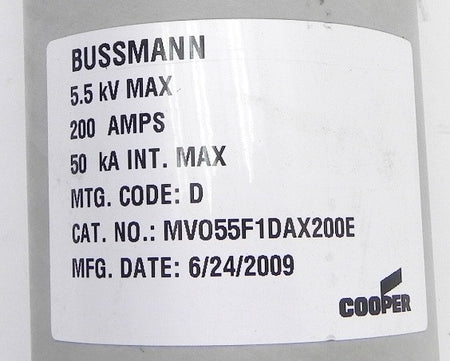 BUSSMANN
5.5 kV MAX
200 AMPS
50 kA INT. MAX
MTG. CODE: D
CAT. NO.: MV055F1DAX200E
MFG. DATE: 6/24/2009
COOPER